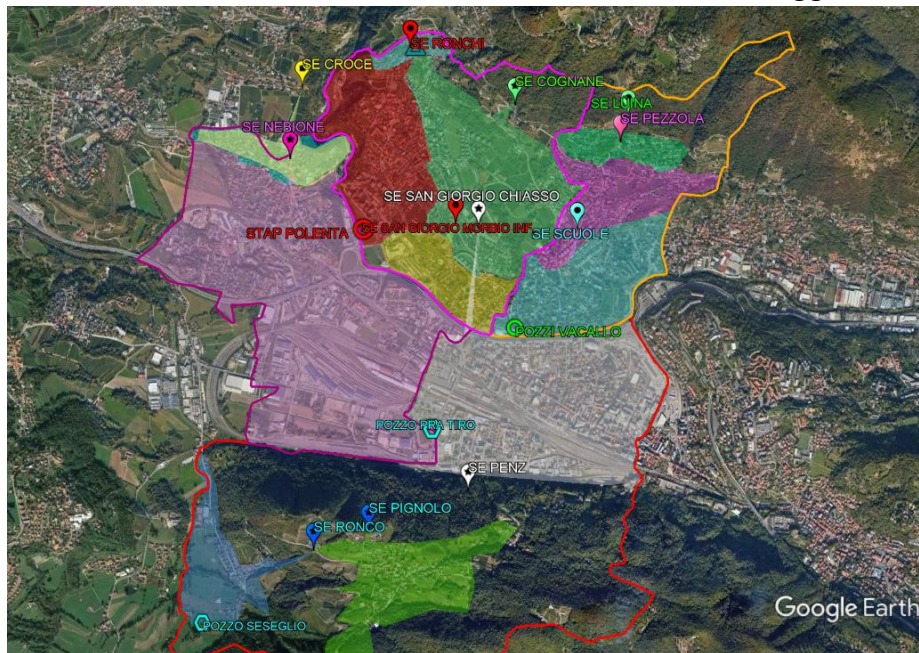 SE RONCHI
SE CROCE
SE COGNANE
SE LUINA
SE PEZZOLA
SE NEBIONE
SE SAN GIORGIO CHIASSO
STAP POLENTA
SE SAN GIORGIO MORBIO INF
SE SCUOLE
POZZI VACALLO
POZZO PRA TIRO
SE PENZ
SE PIGNOLO
SE RONCO
POZZO SESEGLIO
Google Earth